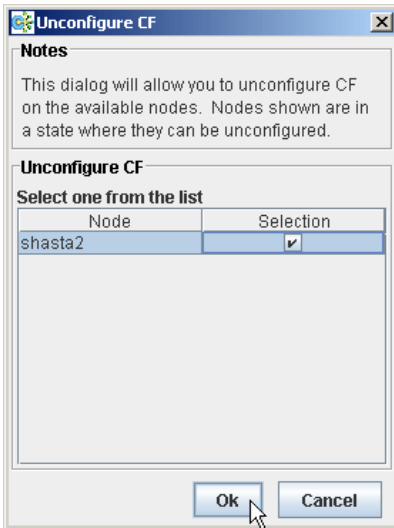 Unconfigure CF
Notes
This dialog will allow you to unconfigure CF
on the available nodes. Nodes shown are in
a state where they can be unconfigured.
Unconfigure CF
Select one from the list
Node Selection
shasta2
Ok Cancel